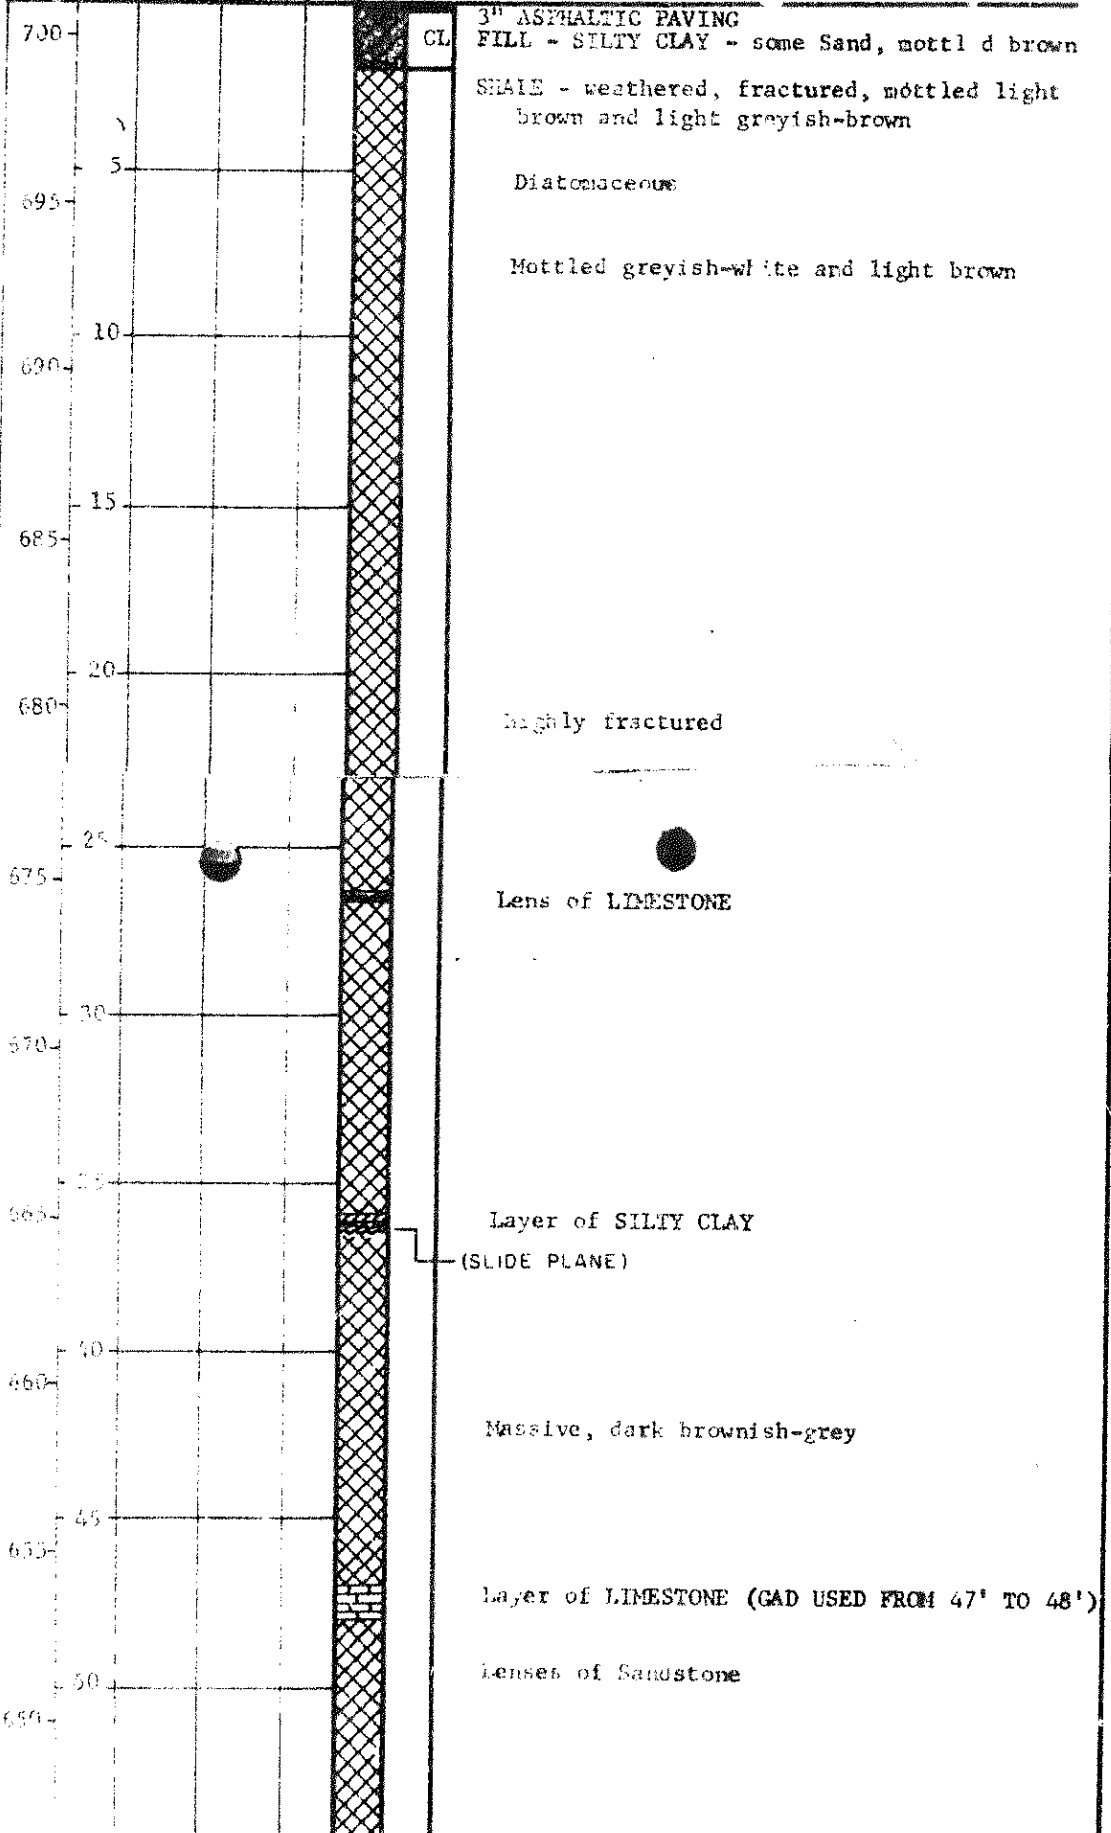 3" ASPHALTIC PAVING
700 CL FILL - SILTY CLAY - some Sand, mottl d brown
SHALE - weathered, fractured, mottled light
brown and light greyish-brown
5
Diatomaceous
695
Mottled greyish-wh te and light brown
10
690
15
685
20
680
highly fractured
25
675
Lens of LIMESTONE
30
670
35
665
Layer of SILTY CLAY
(SLIDE PLANE)
40
660
Massive, dark brownish-grey
45
655
Layer of LIMESTONE (GAD USED FROM 47' TO 48')
Lenses of Sandstone
50
650